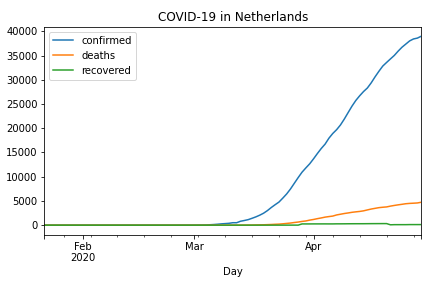 COVID-19 in Netherlands
confirmed
deaths
recovered
40000
35000
30000
25000
20000
15000
10000
5000
0
Feb
2020
Mar
Apr
Day